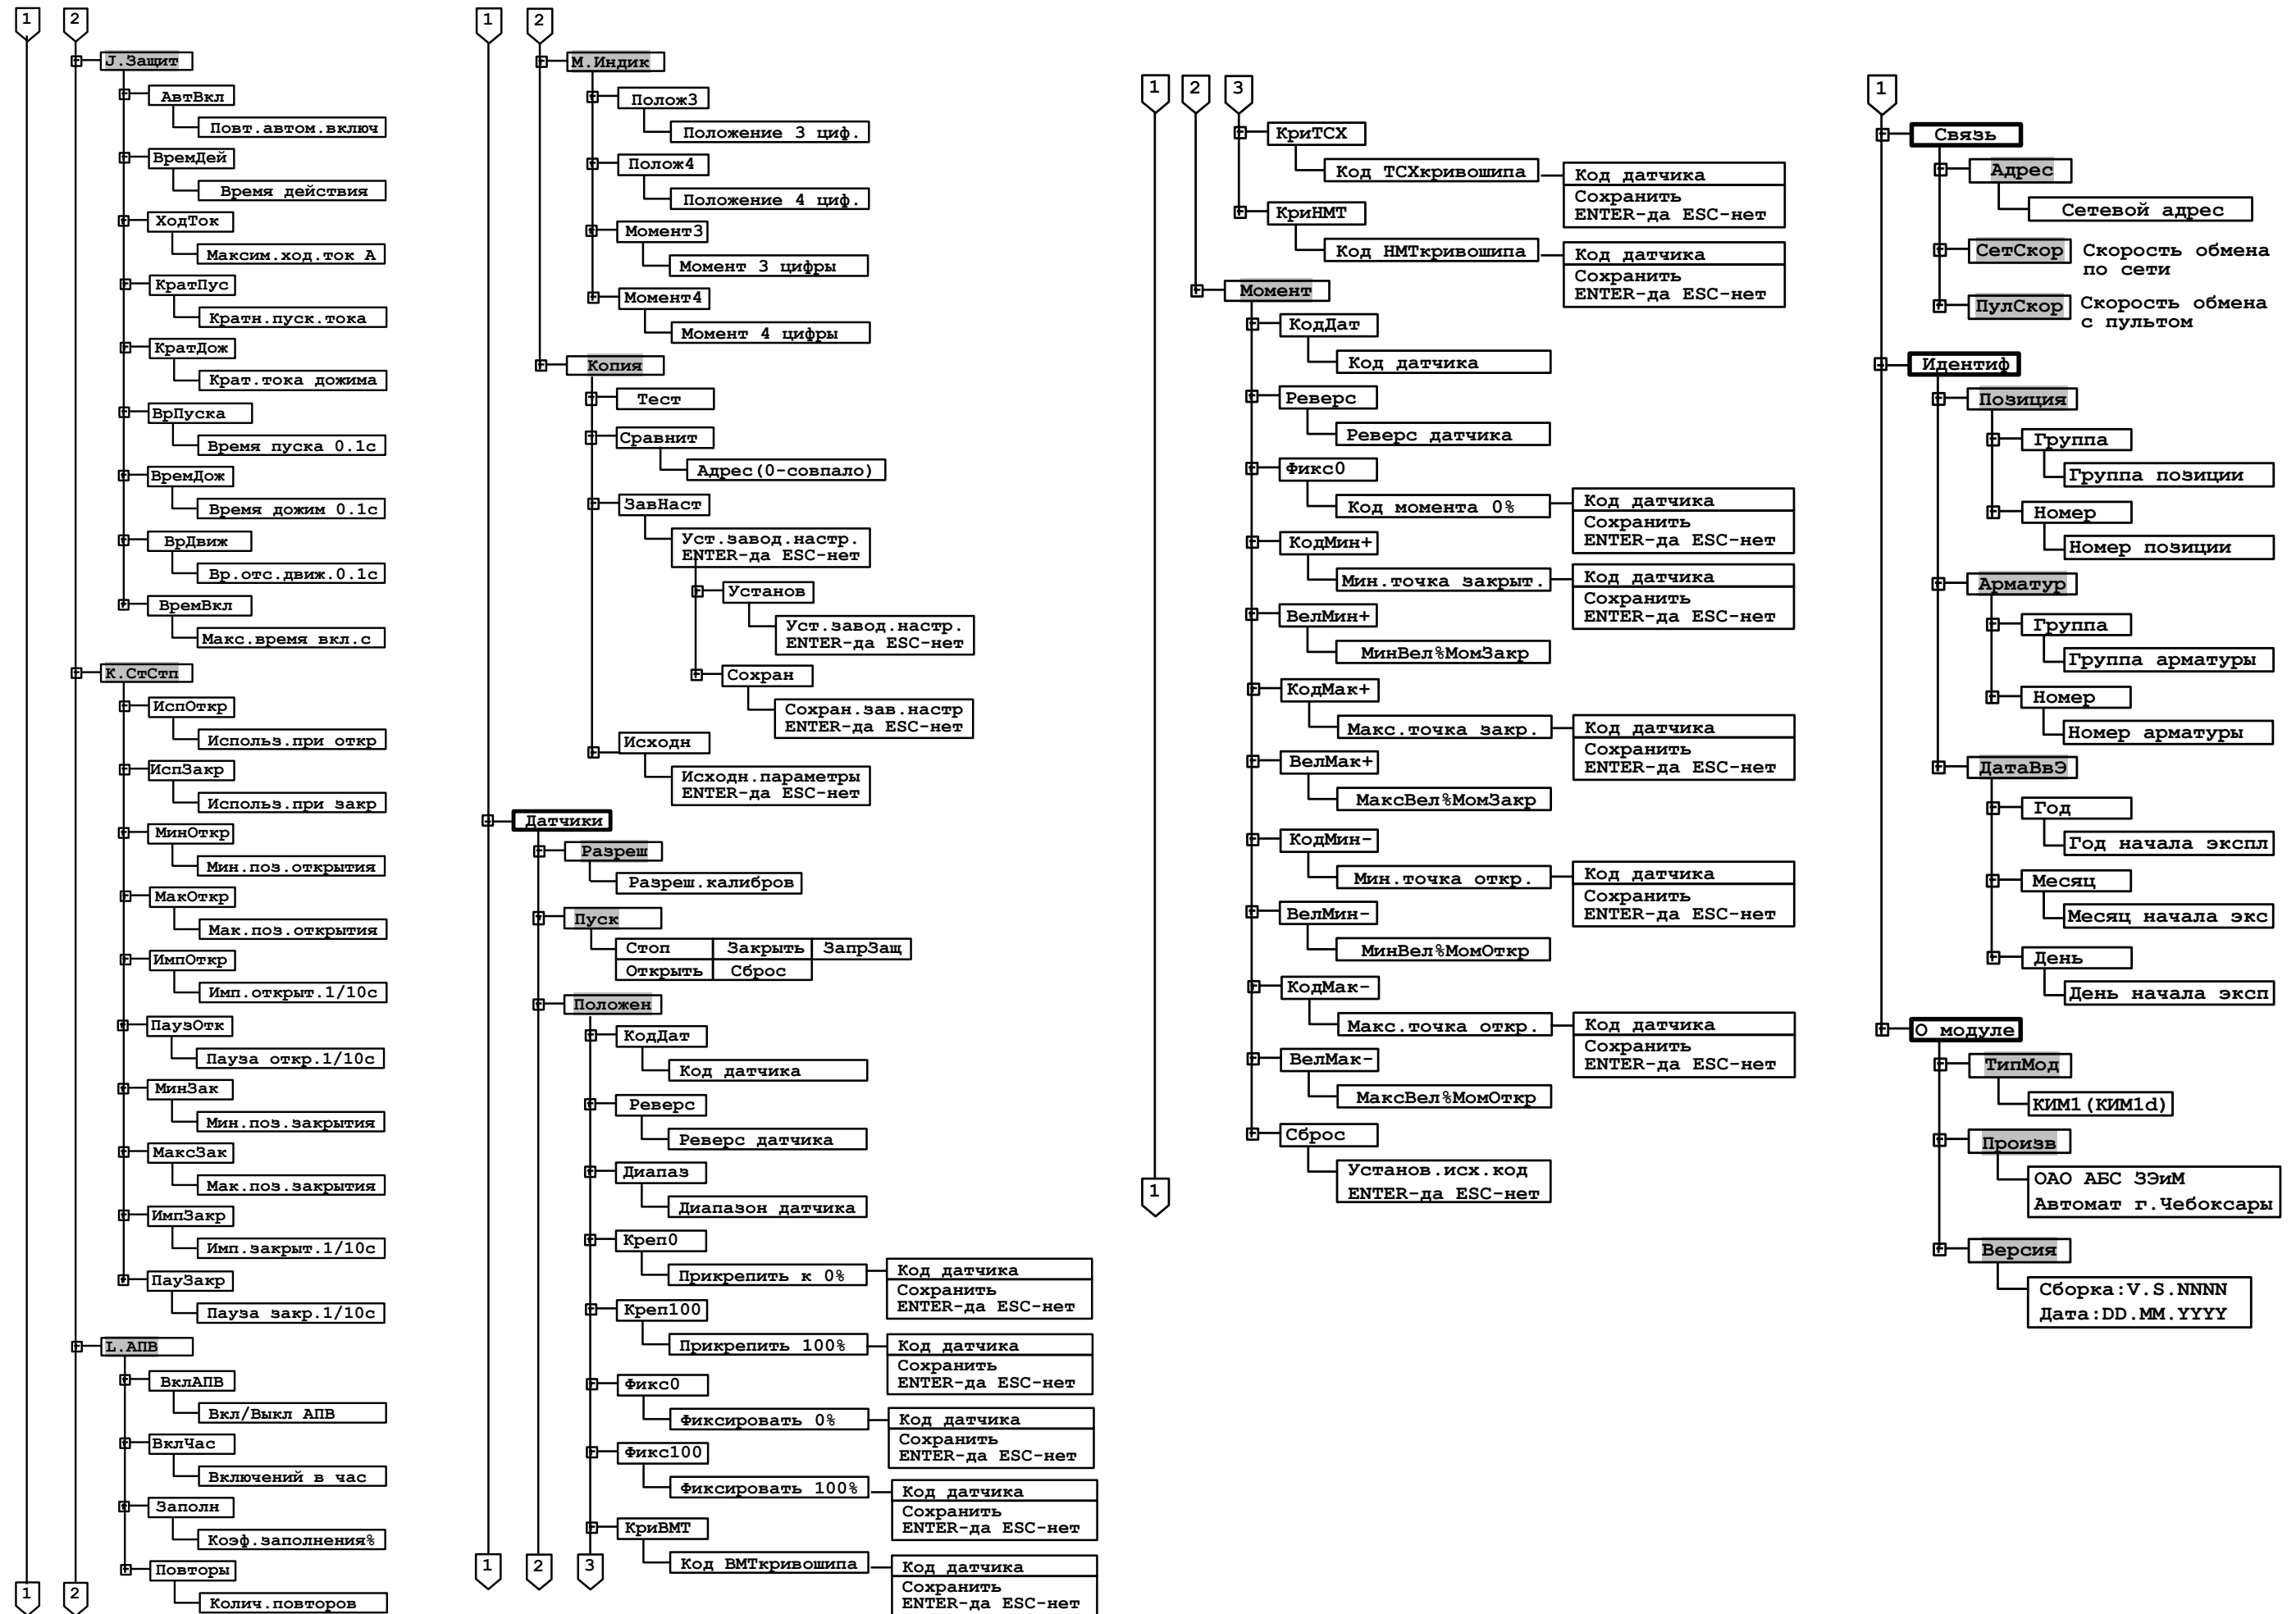 1
2
J.Защит
АвтВкл
Повт.автом.включ
ВремДей
Время действия
ХодТок
Максим.ход.ток А
КратПус
Кратн.пуск.тока
КратДож
Крат.тока дожима
ВрПуска
Время пуска 0.1с
ВремДож
Время дожим 0.1с
ВрДвиж
Вр.отс.движ.0.1с
ВремВкл
Макс.время вкл.с
К.СтСтп
ИспОткр
Использ.при откр
ИспЗакр
Использ.при закр
МинОткр
Мин.поз.открытия
МакОткр
Мак.поз.открытия
ИмпОткр
Имп.открыт.1/10с
ПаузОтк
Пауза откр.1/10с
МинЗак
Мин.поз.закрытия
МаксЗак
Мак.поз.закрытия
ИмпЗакр
Имп.закрыт.1/10с
ПауЗакр
Пауза закр.1/10с
L.АПВ
ВклАПВ
Вкл/Выкл АПВ
ВклЧас
Включений в час
Заполн
Коэф.заполнения%
Повторы
Колич.повторов
1
2
1
2
М.Индик
Полож3
Положение 3 циф.
Полож4
Положение 4 циф.
Момент3
Момент 3 цифры
Момент4
Момент 4 цифры
Копия
Тест
Сравнит
Адрес(0-совпало)
ЗавНаст
Уст.завод.настр.
ENTER-да ESC-нет
Установ
Уст.завод.настр.
ENTER-да ESC-нет
Сохран
Сохран.зав.настр
ENTER-да ESC-нет
Исходн
Исходн.параметры
ENTER-да ESC-нет
Датчики
Разреш
Разреш.калибров
Пуск
Стоп Закрыть ЗапрЗащ
Открыть Сброс
Положен
КодДат
Код датчика
Реверс
Реверс датчика
Диапаз
Диапазон датчика
Креп0
Прикрепить к 0%
Код датчика
Сохранить
ENTER-да ESC-нет
Креп100
Прикрепить 100%
Код датчика
Сохранить
ENTER-да ESC-нет
Фикс0
Фиксировать 0%
Код датчика
Сохранить
ENTER-да ESC-нет
Фикс100
Фиксировать 100%
Код датчика
Сохранить
ENTER-да ESC-нет
КриВМТ
Код ВМТкривошипа
Код датчика
Сохранить
ENTER-да ESC-нет
1
2
3
1
2
3
КриТСХ
Код ТСХкривошипа
Код датчика
Сохранить
ENTER-да ESC-нет
КриНМТ
Код НМТкривошипа
Код датчика
Сохранить
ENTER-да ESC-нет
Момент
КодДат
Код датчика
Реверс
Реверс датчика
Фикс0
Код момента 0%
Код датчика
Сохранить
ENTER-да ESC-нет
КодМин+
Мин.точка закрыт.
Код датчика
Сохранить
ENTER-да ESC-нет
ВелМин+
МинВел%МомЗакр
КодМак+
Макс.точка закр.
Код датчика
Сохранить
ENTER-да ESC-нет
ВелМак+
МаксВел%МомЗакр
КодМин-
Мин.точка откр.
Код датчика
Сохранить
ENTER-да ESC-нет
ВелМин-
МинВел%МомОткр
КодМак-
Макс.точка откр.
Код датчика
Сохранить
ENTER-да ESC-нет
ВелМак-
МаксВел%МомОткр
Сброс
Установ.исх.код
ENTER-да ESC-нет
1
1
Связь
Адрес
Сетевой адрес
СетСкор Скорость обмена
по сети
ПулСкор Скорость обмена
с пультом
Идентиф
Позиция
Группа
Группа позиции
Номер
Номер позиции
Арматур
Группа
Группа арматуры
Номер
Номер арматуры
ДатаВвЭ
Год
Год начала экспл
Месяц
Месяц начала экс
День
День начала эксп
О модуле
ТипМод
КИМ1(КИМ1d)
Произв
ОАО АБС ЗЭиМ
Автомат г.Чебоксары
Версия
Сборка:V.S.NNNN
Дата:DD.MM.YYYY